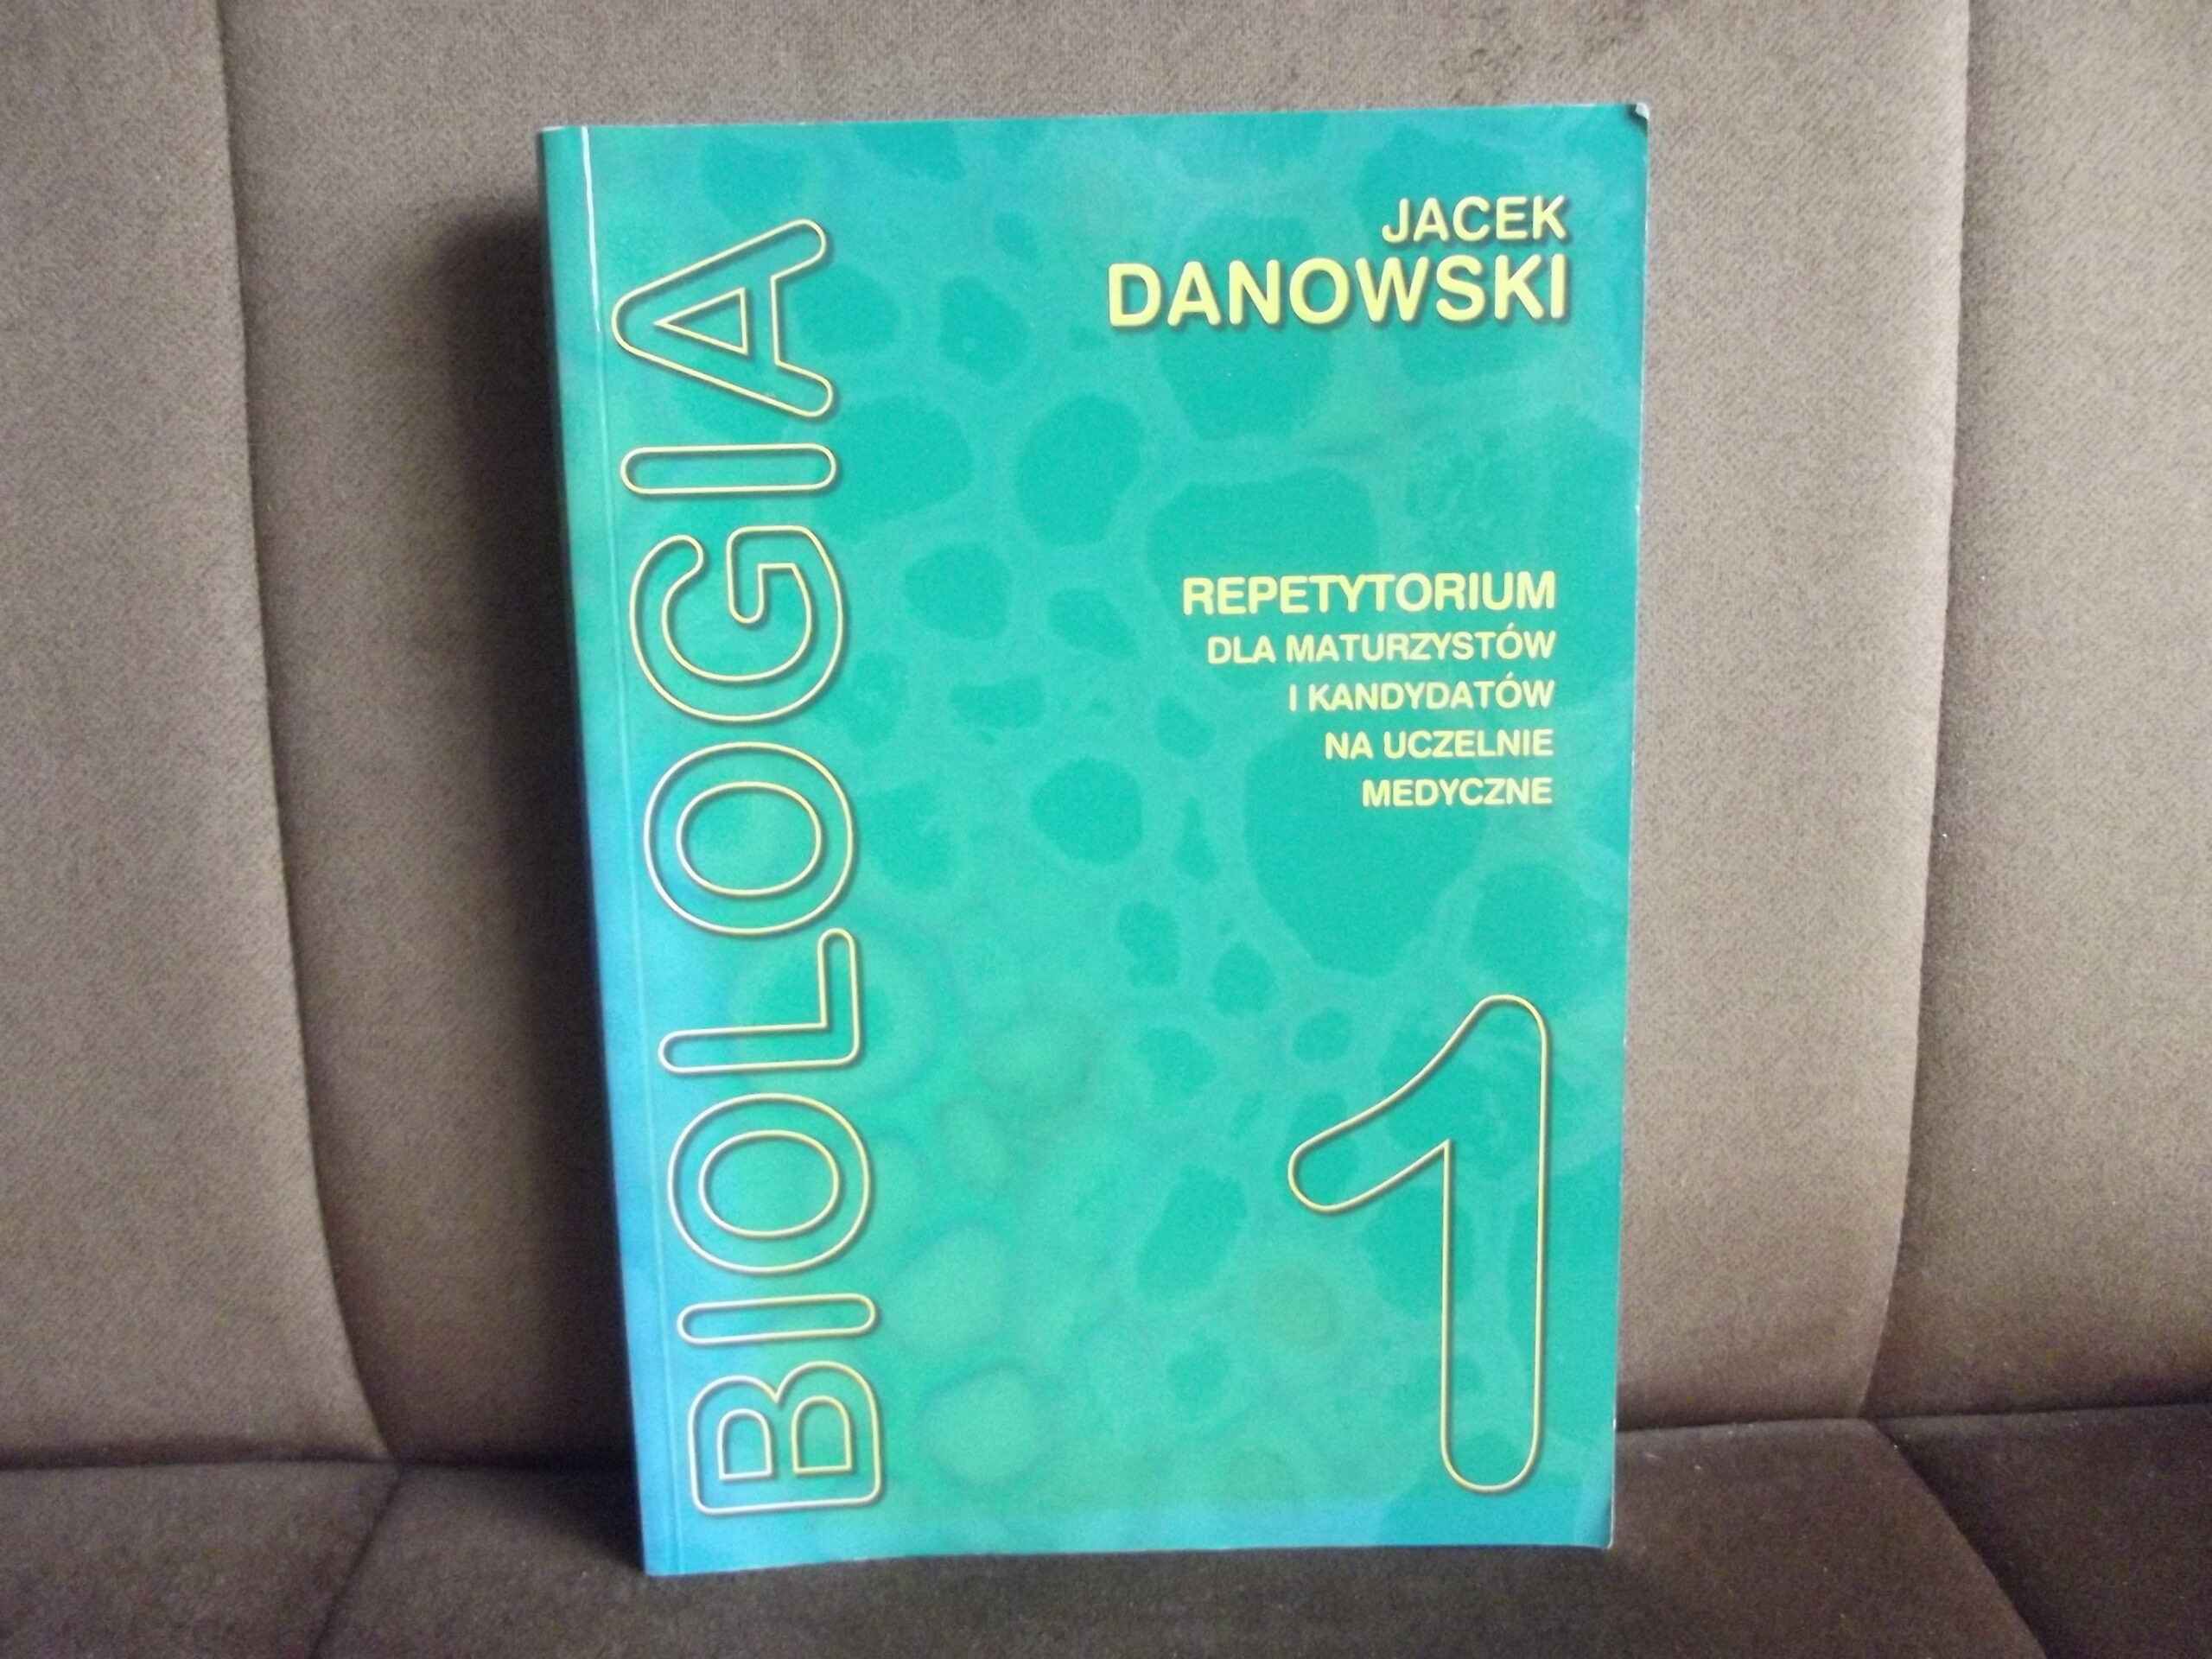 JACEK
DANOWSKI
BIOLOGIA
REPETYTORIUM
DLA MATURZYSTÓW
I KANDYDATÓW
NA UCZELNIE
MEDYCZNE
1